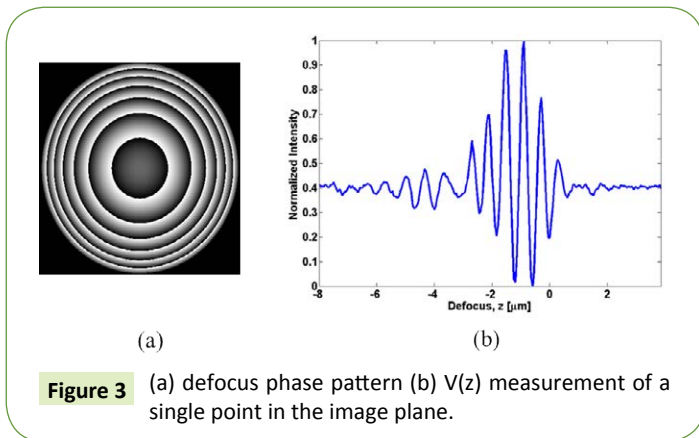 1
0.9
0.8
0.7
0.6
0.5
0.4
0.3
0.2
0.1
0
Normalized Intensity
-8 -6 -4 -2 0 2
Defocus, z [μm]
(a) (b)
Figure 3 (a) defocus phase pattern (b) V(z) measurement of a
single point in the image plane.